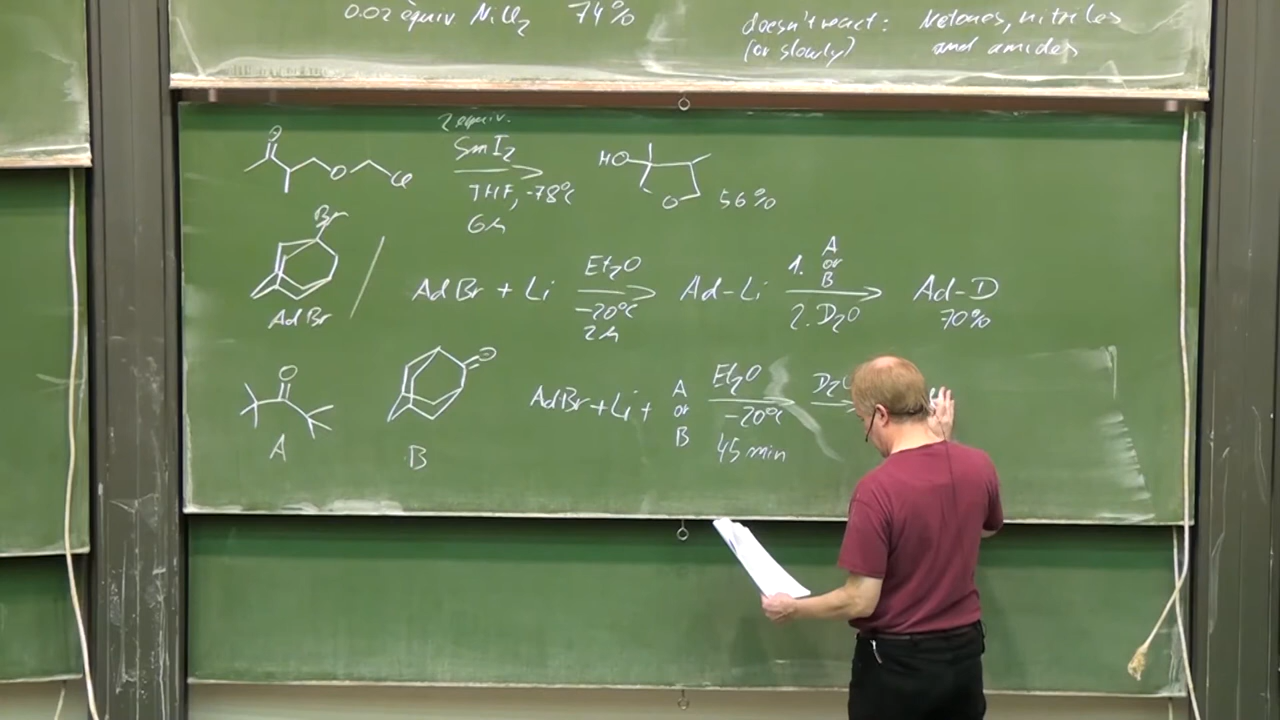 0.02 equiv NiI2 74%
doesn't react: Ketones, nitriles
(or slowly) and amides
O
O
2 equiv.
SmI2
THF, -78°C
6h
HO
O
56%
Br
AdBr
AdBr + Li
Et2O
-20°C
2h
Ad-Li
1. A
or
B
2. D2O
Ad-D
70%
O
A
O
B
AdBr + Li +
A
or
B
Et2O
-20°C
45 min
D2